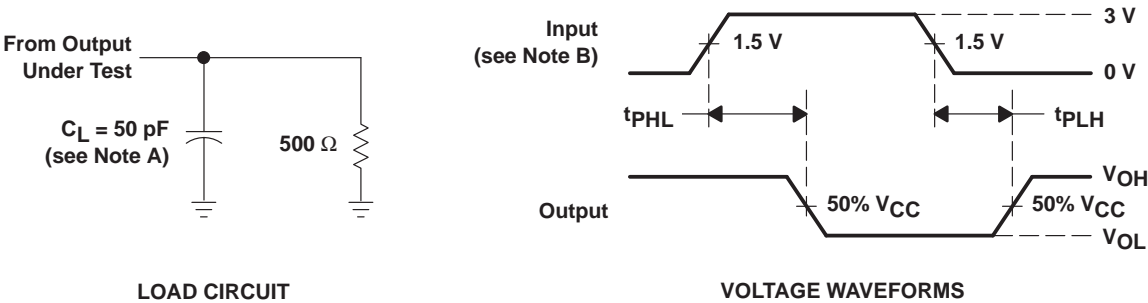 From Output
Under Test
CL = 50 pF
(see Note A)
500 Ω
LOAD CIRCUIT
Input
(see Note B)
1.5 V
1.5 V
3 V
0 V
tPHL
tPLH
Output
50% VCC
50% VCC
VOH
VOL
VOLTAGE WAVEFORMS